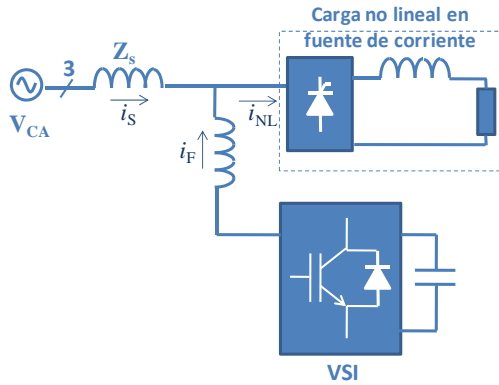 Carga no lineal en
fuente de corriente
3
Zs
VCA
iS
iNL
iF
VSI